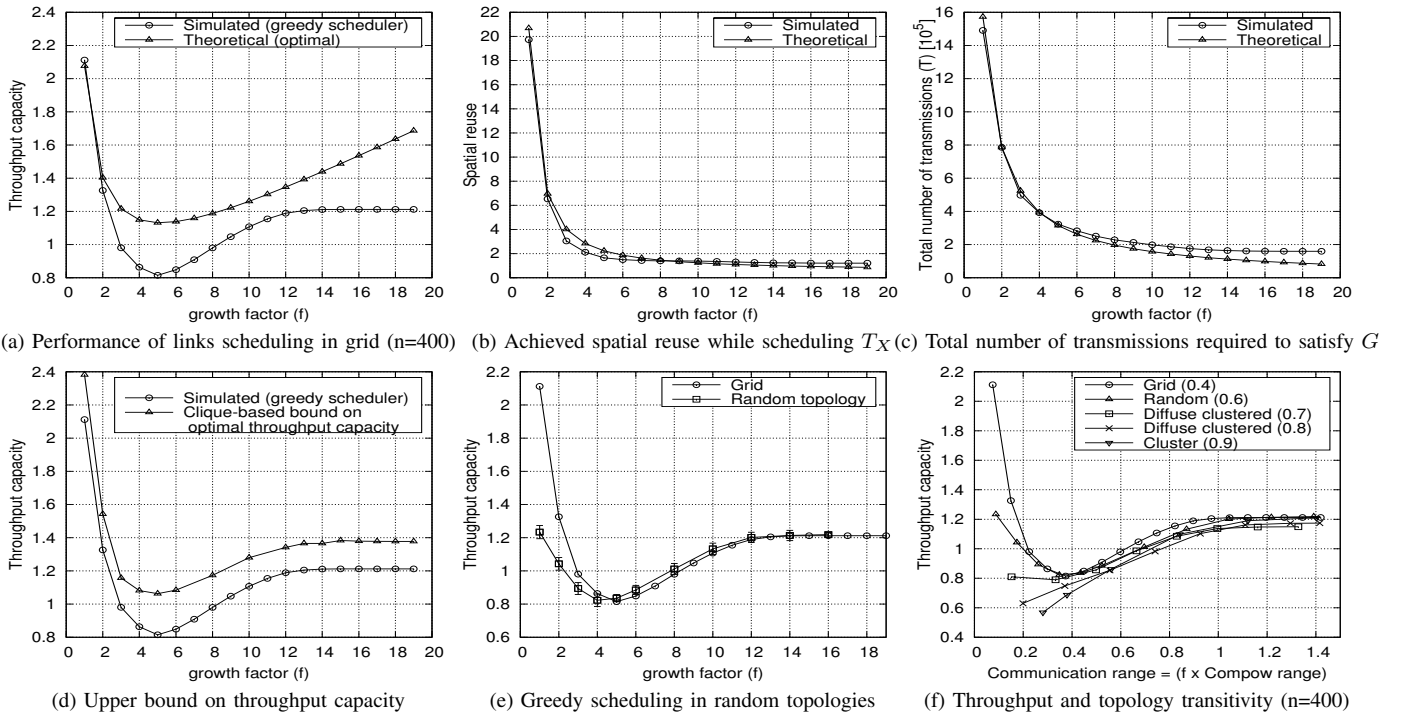 2.4
2.2
2
1.8
1.6
1.4
1.2
1
0.8
Throughput capacity
Simulated (greedy scheduler)
Theoretical (optimal)
0 2 4 6 8 10 12 14 16 18 20
growth factor (f)
(a) Performance of links scheduling in grid (n=400)
22
20
18
16
14
12
10
8
6
4
2
0
Spatial reuse
Simulated
Theoretical
0 2 4 6 8 10 12 14 16 18 20
growth factor (f)
(b) Achieved spatial reuse while scheduling T_X
16
14
12
10
8
6
4
2
0
Total number of transmissions (T) [10^5]
Simulated
Theoretical
0 2 4 6 8 10 12 14 16 18 20
growth factor (f)
(c) Total number of transmissions required to satisfy G
2.4
2.2
2
1.8
1.6
1.4
1.2
1
0.8
Throughput capacity
Simulated (greedy scheduler)
Clique-based bound on
optimal throughput capacity
0 2 4 6 8 10 12 14 16 18 20
growth factor (f)
(d) Upper bound on throughput capacity
2.4
2.2
2
1.8
1.6
1.4
1.2
1
0.8
0.6
Throughput capacity
Grid
Random topology
0 2 4 6 8 10 12 14 16 18
growth factor (f)
(e) Greedy scheduling in random topologies
2.4
2.2
2
1.8
1.6
1.4
1.2
1
0.8
0.6
0.4
Throughput capacity
Grid (0.4)
Random (0.6)
Diffuse clustered (0.7)
Diffuse clustered (0.8)
Cluster (0.9)
0 0.2 0.4 0.6 0.8 1 1.2 1.4
Communication range = (f x Compow range)
(f) Throughput and topology transitivity (n=400)